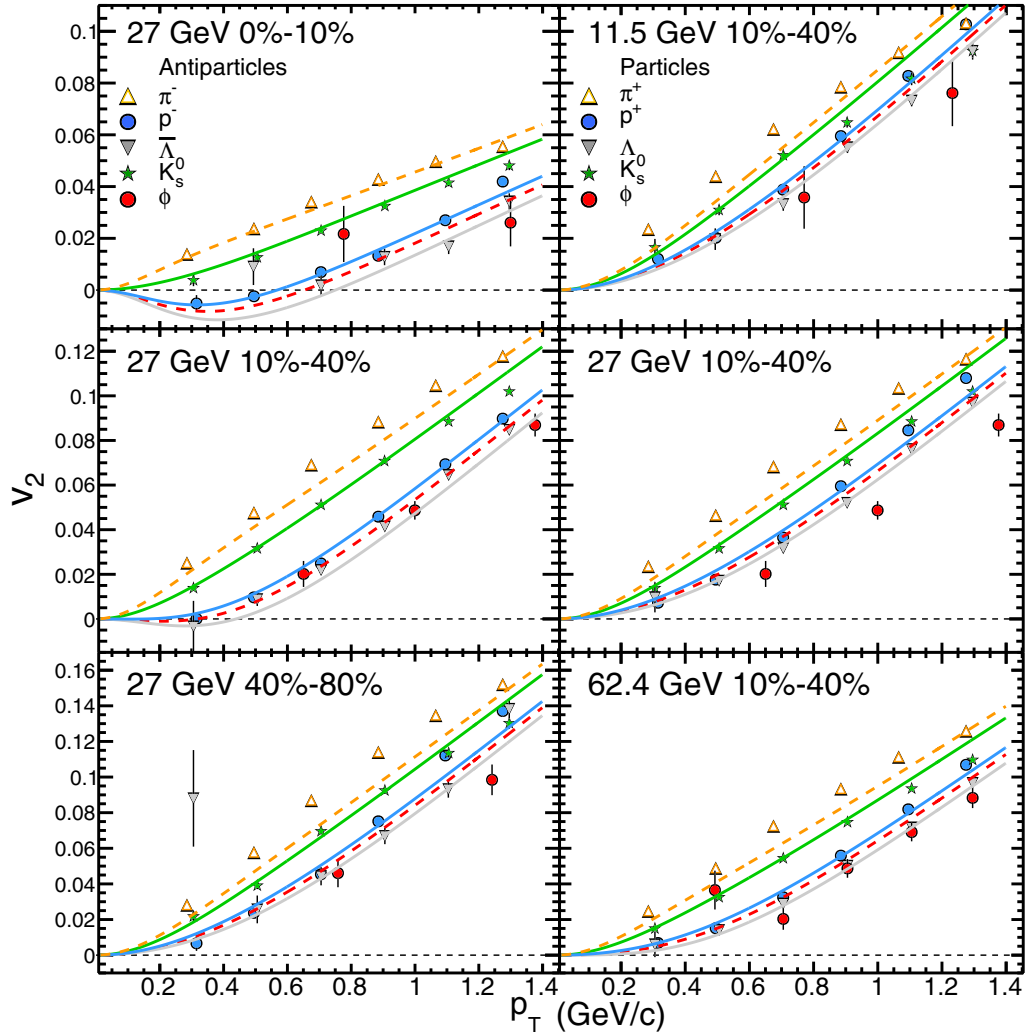 27 GeV 0%-10%
Antiparticles
π⁻
p⁻
Λ̅
K⁰ₛ
ϕ
0.1
0.08
0.06
0.04
0.02
0
11.5 GeV 10%-40%
Particles
π⁺
p⁺
Λ⁰
K⁰ₛ
ϕ
27 GeV 10%-40%
0.12
0.1
0.08
0.06
0.04
0.02
0
27 GeV 10%-40%
v₂
27 GeV 40%-80%
0.16
0.14
0.12
0.1
0.08
0.06
0.04
0.02
0
62.4 GeV 10%-40%
0.2 0.4 0.6 0.8 1 1.2 1.4
0.2 0.4 0.6 0.8 1 1.2 1.4
p_T (GeV/c)